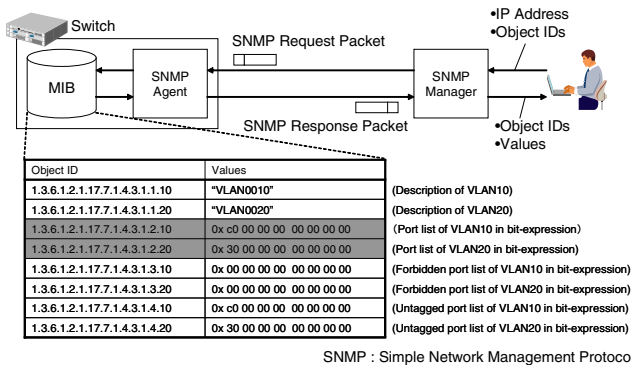 Switch
•IP Address
•Object IDs
SNMP Request Packet
MIB
SNMP
Agent
SNMP
Manager
SNMP Response Packet
•Object IDs
•Values
Object ID Values
1.3.6.1.2.1.17.7.1.4.3.1.1.10 “VLAN0010” (Description of VLAN10)
1.3.6.1.2.1.17.7.1.4.3.1.1.20 “VLAN0020” (Description of VLAN20)
1.3.6.1.2.1.17.7.1.4.3.1.2.10 0x c0 00 00 00 00 00 00 00 (Port list of VLAN10 in bit-expression)
1.3.6.1.2.1.17.7.1.4.3.1.2.20 0x 30 00 00 00 00 00 00 00 (Port list of VLAN20 in bit-expression)
1.3.6.1.2.1.17.7.1.4.3.1.3.10 0x 00 00 00 00 00 00 00 00 (Forbidden port list of VLAN10 in bit-expression)
1.3.6.1.2.1.17.7.1.4.3.1.3.20 0x 00 00 00 00 00 00 00 00 (Forbidden port list of VLAN20 in bit-expression)
1.3.6.1.2.1.17.7.1.4.3.1.4.10 0x c0 00 00 00 00 00 00 00 (Untagged port list of VLAN10 in bit-expression)
1.3.6.1.2.1.17.7.1.4.3.1.4.20 0x 30 00 00 00 00 00 00 00 (Untagged port list of VLAN20 in bit-expression)
SNMP : Simple Network Management Protoco